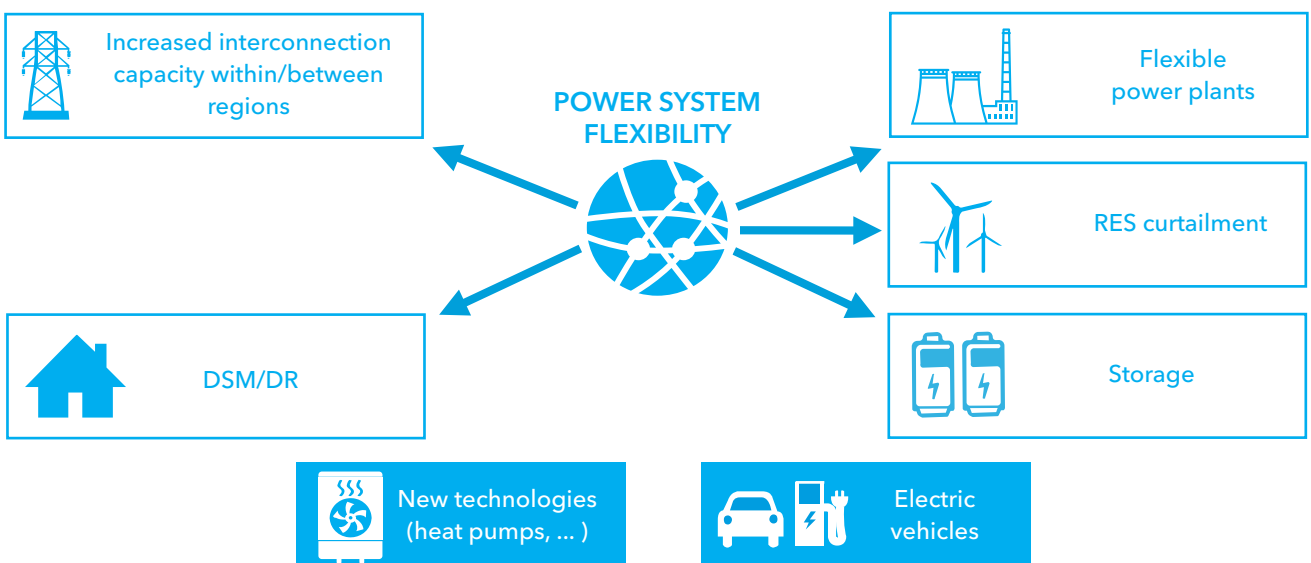 Increased interconnection
capacity within/between
regions
POWER SYSTEM
FLEXIBILITY
Flexible
power plants
RES curtailment
DSM/DR
Storage
New technologies
(heat pumps, ... )
Electric
vehicles